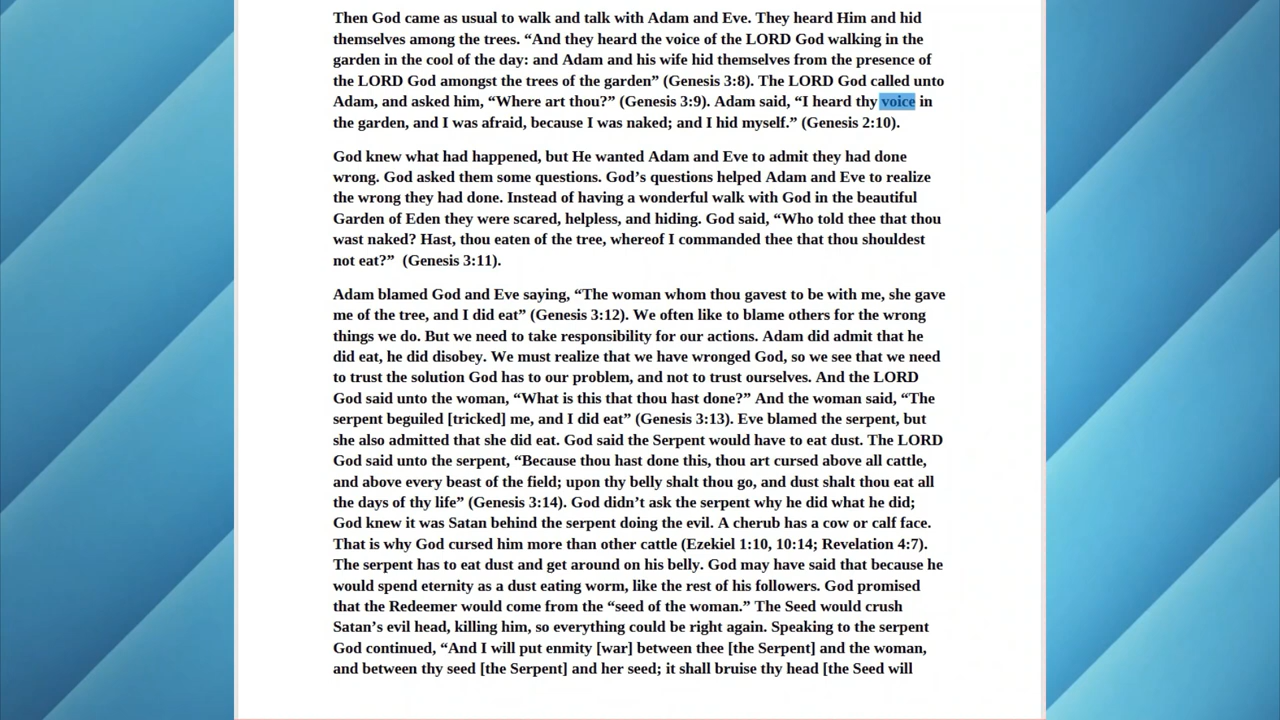 Then God came as usual to walk and talk with Adam and Eve. They heard Him and hid
themselves among the trees. “And they heard the voice of the LORD God walking in the
garden in the cool of the day: and Adam and his wife hid themselves from the presence of
the LORD God amongst the trees of the garden” (Genesis 3:8). The LORD God called unto
Adam, and asked him, “Where art thou?” (Genesis 3:9). Adam said, “I heard thy voice in
the garden, and I was afraid, because I was naked; and I hid myself.” (Genesis 2:10).
God knew what had happened, but He wanted Adam and Eve to admit they had done
wrong. God asked them some questions. God’s questions helped Adam and Eve to realize
the wrong they had done. Instead of having a wonderful walk with God in the beautiful
Garden of Eden they were scared, helpless, and hiding. God said, “Who told thee that thou
wast naked? Hast, thou eaten of the tree, whereof I commanded thee that thou shouldest
not eat?”  (Genesis 3:11).
Adam blamed God and Eve saying, “The woman whom thou gavest to be with me, she gave
me of the tree, and I did eat” (Genesis 3:12). We often like to blame others for the wrong
things we do. But we need to take responsibility for our actions. Adam did admit that he
did eat, he did disobey. We must realize that we have wronged God, so we see that we need
to trust the solution God has to our problem, and not to trust ourselves. And the LORD
God said unto the woman, “What is this that thou hast done?” And the woman said, “The
serpent beguiled [tricked] me, and I did eat” (Genesis 3:13). Eve blamed the serpent, but
she also admitted that she did eat. God said the Serpent would have to eat dust. The LORD
God said unto the serpent, “Because thou hast done this, thou art cursed above all cattle,
and above every beast of the field; upon thy belly shalt thou go, and dust shalt thou eat all
the days of thy life” (Genesis 3:14). God didn’t ask the serpent why he did what he did;
God knew it was Satan behind the serpent doing the evil. A cherub has a cow or calf face.
That is why God cursed him more than other cattle (Ezekiel 1:10, 10:14; Revelation 4:7).
The serpent has to eat dust and get around on his belly. God may have said that because he
would spend eternity as a dust eating worm, like the rest of his followers. God promised
that the Redeemer would come from the “seed of the woman.” The Seed would crush
Satan’s evil head, killing him, so everything could be right again. Speaking to the serpent
God continued, “And I will put enmity [war] between thee [the Serpent] and the woman,
and between thy seed [the Serpent] and her seed; it shall bruise thy head [the Seed will